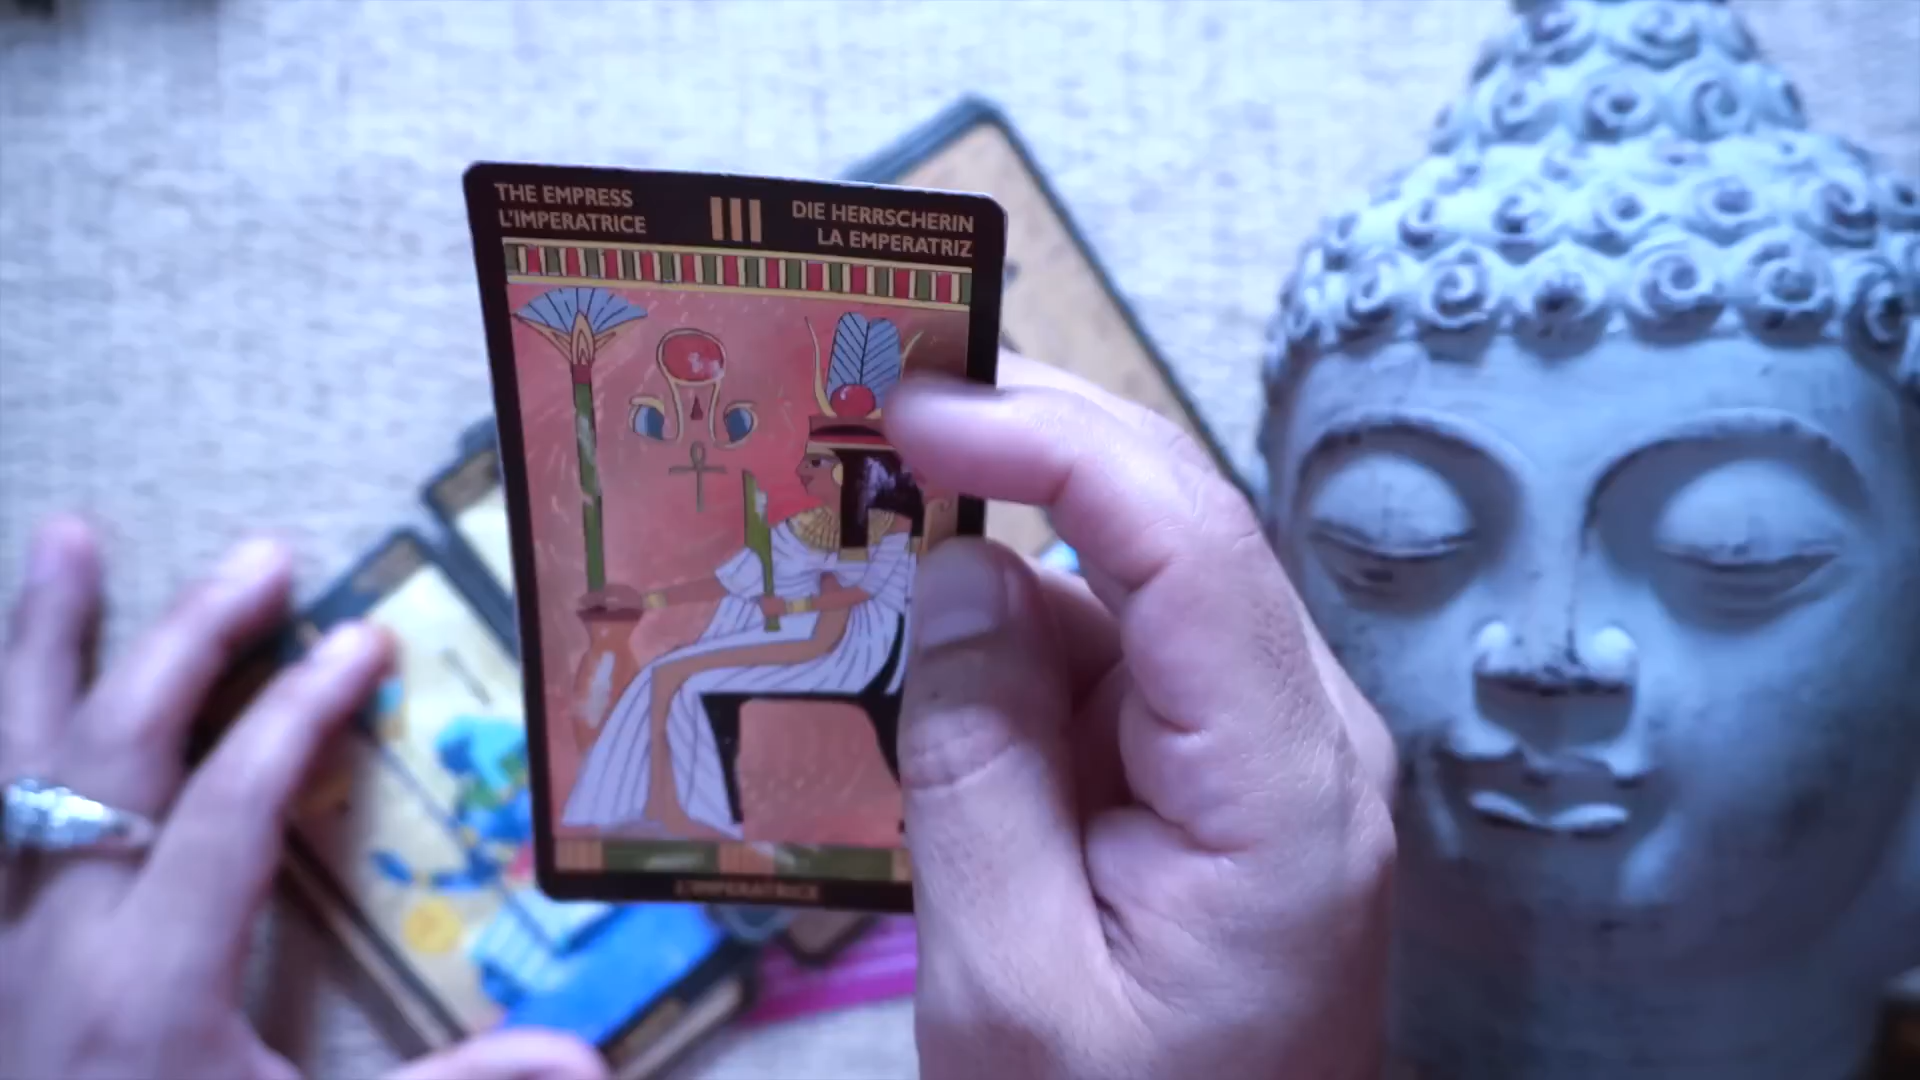 THE EMPRESS
L'IMPERATRICE
III
DIE HERRSCHERIN
LA EMPERATRIZ
L'IMPERATRICE